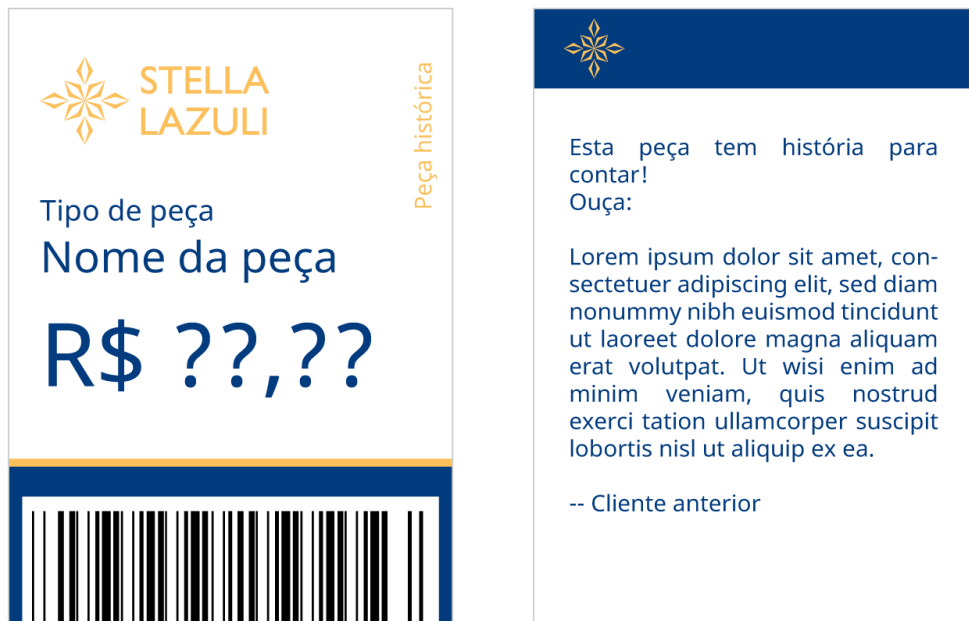 STELLA
LAZULI
Peça histórica
Tipo de peça
Nome da peça
R$ ??,??
Esta peça tem história para
contar!
Ouça:
Lorem ipsum dolor sit amet, con-
sectetuer adipiscing elit, sed diam
nonummy nibh euismod tincidunt
ut laoreet dolore magna aliquam
erat volutpat. Ut wisi enim ad
minim veniam, quis nostrud
exerci tation ullamcorper suscipit
lobortis nisl ut aliquip ex ea.
-- Cliente anterior